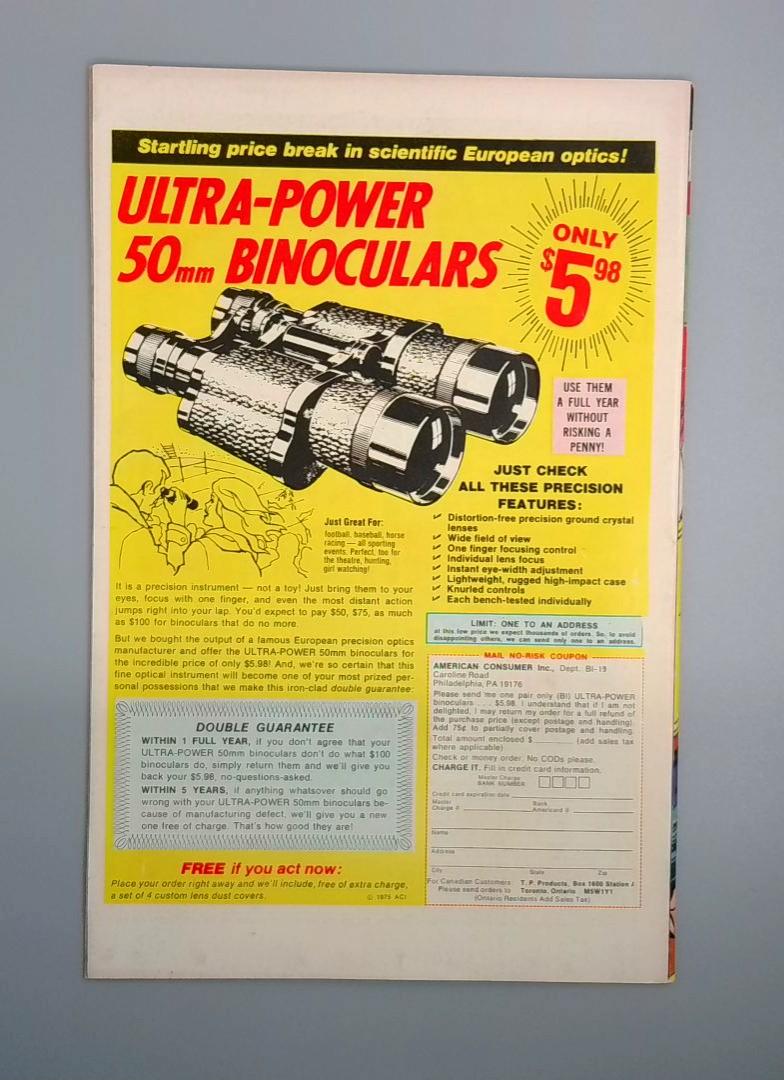 Startling price break in scientific European optics!
ULTRA-POWER
50mm BINOCULARS
ONLY
$5.98
USE THEM
A FULL YEAR
WITHOUT
RISKING A
PENNY!
JUST CHECK
ALL THESE PRECISION
FEATURES:
Distortion-free precision ground crystal
lenses
Wide field of view
One finger focusing control
Individual lens focus
Instant eye-width adjustment
Lightweight, rugged high-impact case
Knurled controls
Each bench-tested individually
Just Great For:
football, baseball, horse
racing — all sporting
events. Perfect, too for
the theatre, hunting,
girl watching!
It is a precision instrument — not a toy! Just bring them to your
eyes, focus with one finger, and even the most distant action
jumps right into your lap. You'd expect to pay $50, $75, as much
as $100 for binoculars that do no more.
But we bought the output of a famous European precision optics
manufacturer and offer the ULTRA-POWER 50mm binoculars for
the incredible price of only $5.98! And, we're so certain that this
fine optical instrument will become one of your most prized per-
sonal possessions that we make this iron-clad double guarantee:
DOUBLE GUARANTEE
WITHIN 1 FULL YEAR, if you don't agree that your
ULTRA-POWER 50mm binoculars don't do what $100
binoculars do, simply return them and we'll give you
back your $5.98, no-questions-asked.
WITHIN 5 YEARS, if anything whatsoever should go
wrong with your ULTRA-POWER 50mm binoculars be-
cause of manufacturing defect, we'll give you a new
one free of charge. That's how good they are!
FREE if you act now:
Place your order right away and we'll include, free of extra charge,
a set of 4 custom lens dust covers.
© 1975 ACI
LIMIT: ONE TO AN ADDRESS
at this low price we expect thousands of orders. So, to avoid
disappointing others, we can send only one to an address.
MAIL NO-RISK COUPON
AMERICAN CONSUMER Inc., Dept. BI-19
Caroline Road
Philadelphia, PA 19176
Please send me one pair only (BI) ULTRA-POWER
binoculars . . . $5.98. I understand that if I am not
delighted, I may return my order for a full refund of
the purchase price (except postage and handling).
Add 75¢ to partially cover postage and handling.
Total amount enclosed $ (add sales tax
where applicable)
Check or money order. No CODs please.
CHARGE IT. Fill in credit card information.
Master Charge
BANK NUMBER
Credit card expiration date
Master
Charge #
Bank
Americard #
Name
Address
City State Zip
For Canadian Customers:
Please send orders to
T. P. Products, Box 1600 Station A
Toronto, Ontario M5W1Y1
(Ontario Residents Add Sales Tax)